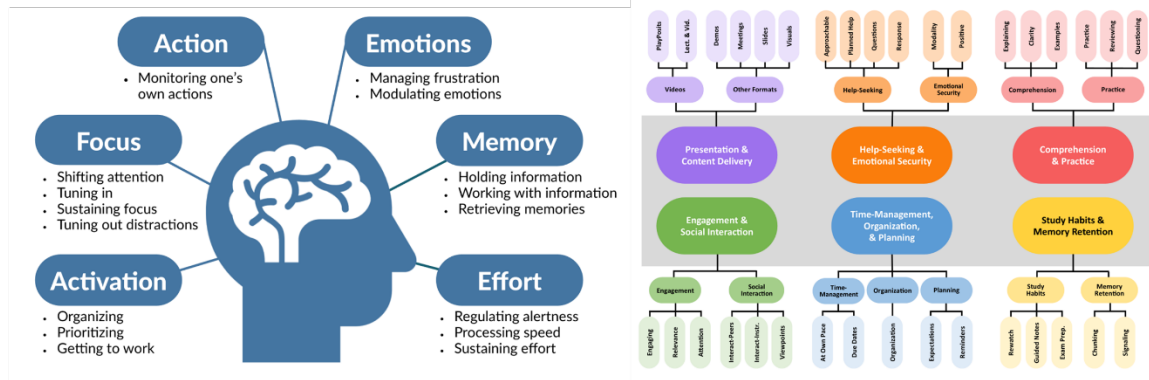 Action
• Monitoring one's
own actions
Emotions
• Managing frustration
• Modulating emotions
Focus
• Shifting attention
• Tuning in
• Sustaining focus
• Tuning out distractions
Memory
• Holding information
• Working with information
• Retrieving memories
Activation
• Organizing
• Prioritizing
• Getting to work
Effort
• Regulating alertness
• Processing speed
• Sustaining effort
PlayPosits
Lect. & Vid.
Demos
Meetings
Slides
Visuals
Videos
Other Formats
Presentation &
Content Delivery
Approachable
Planned Help
Questions
Response
Modality
Positive
Help-Seeking
Emotional
Security
Help-Seeking &
Emotional Security
Explaining
Clarity
Examples
Practice
Reviewing
Questioning
Comprehension
Practice
Comprehension
& Practice
Engagement &
Social Interaction
Engagement
Social
Interaction
Engaging
Relevance
Attention
Interact-Peers
Interact-Instr.
Viewpoints
Time-Management,
Organization,
& Planning
Time-
Management
Organization
Planning
At Own Pace
Due Dates
Organization
Expectations
Reminders
Study Habits &
Memory Retention
Study
Habits
Memory
Retention
Rewatch
Guided Notes
Exam Prep.
Chunking
Signaling